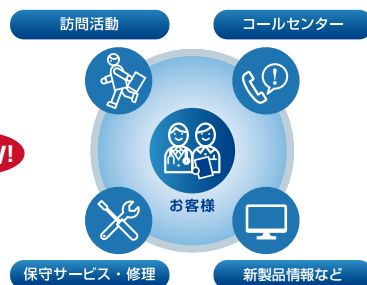 訪問活動
コールセンター
お客様
保守サービス・修理
新製品情報など